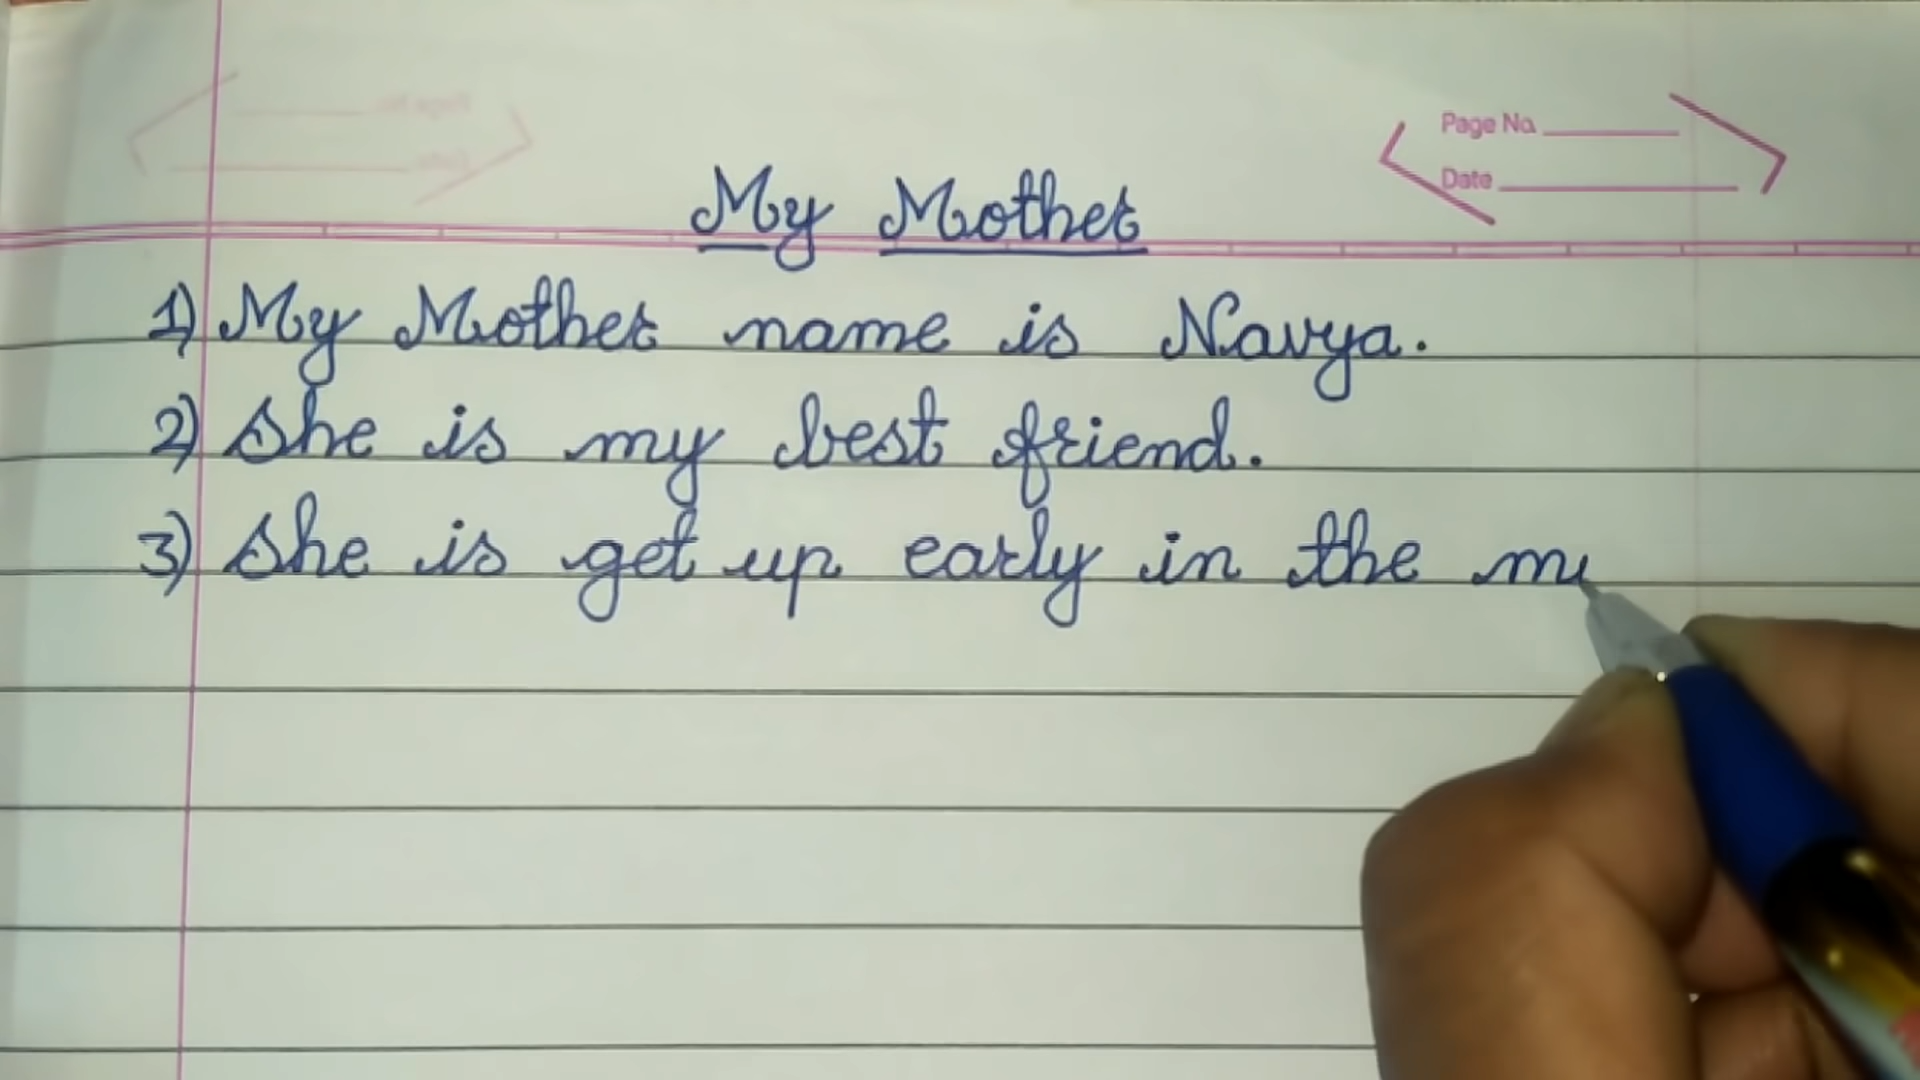 Page No.
Date
My Mother
1) My Mother name is Navya.
2) She is my best friend.
3) She is get up early in the m